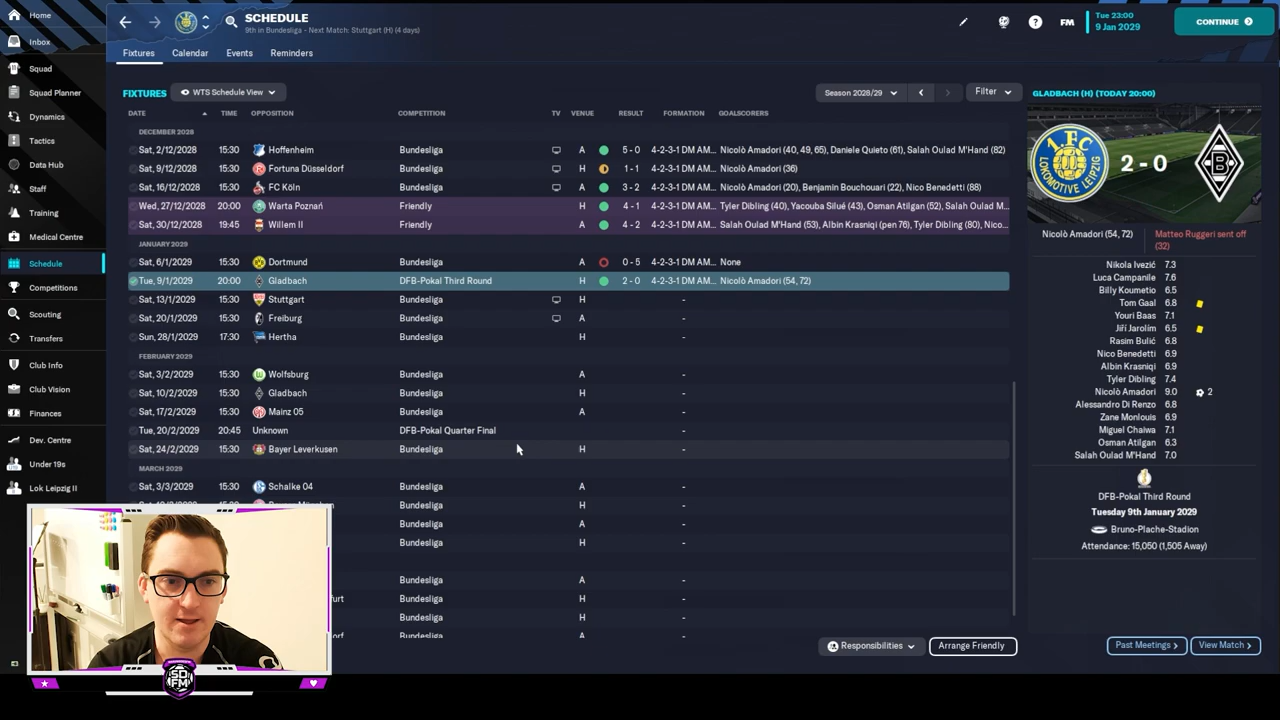 Home
Inbox
Squad
Squad Planner
Dynamics
Tactics
Data Hub
Staff
Training
Medical Centre
Schedule
Competitions
Scouting
Transfers
Club Info
Club Vision
Finances
Dev. Centre
Under 19s
Lok Leipzig II
SCHEDULE
9th in Bundesliga - Next Match: Stuttgart (H) (4 days)
FM
Tue 23:00
9 Jan 2029
CONTINUE
Fixtures Calendar Events Reminders
FIXTURES WTS Schedule View Season 2028/29 Filter
DATE TIME OPPOSITION COMPETITION TV VENUE RESULT FORMATION GOALSCORERS
DECEMBER 2028
Sat, 2/12/2028 15:30 Hoffenheim Bundesliga A 5 - 0 4-2-3-1 DM AM... Nicolò Amadori (40, 49, 65), Daniele Quieto (61), Salah Oulad M'Hand (82)
Sat, 9/12/2028 15:30 Fortuna Düsseldorf Bundesliga H 1 - 1 4-2-3-1 DM AM... Nicolò Amadori (36)
Sat, 16/12/2028 15:30 FC Köln Bundesliga A 3 - 2 4-2-3-1 DM AM... Nicolò Amadori (20), Benjamin Bouchouari (22), Nico Benedetti (88)
Wed, 27/12/2028 20:00 Warta Poznań Friendly H 4 - 1 4-2-3-1 DM AM... Tyler Dibling (40), Yacouba Silué (43), Osman Atilgan (52), Salah Oulad M...
Sat, 30/12/2028 19:45 Willem II Friendly A 4 - 2 4-2-3-1 DM AM... Salah Oulad M'Hand (53), Albin Krasniqi (pen 76), Tyler Dibling (80), Nico...
JANUARY 2029
Sat, 6/1/2029 15:30 Dortmund Bundesliga A 0 - 5 4-2-3-1 DM AM... None
Tue, 9/1/2029 20:00 Gladbach DFB-Pokal Third Round H 2 - 0 4-2-3-1 DM AM... Nicolò Amadori (54, 72)
Sat, 13/1/2029 15:30 Stuttgart Bundesliga H -
Sat, 20/1/2029 15:30 Freiburg Bundesliga A -
Sun, 28/1/2029 17:30 Hertha Bundesliga H -
FEBRUARY 2029
Sat, 3/2/2029 15:30 Wolfsburg Bundesliga A -
Sat, 10/2/2029 15:30 Gladbach Bundesliga H -
Sat, 17/2/2029 15:30 Mainz 05 Bundesliga A -
Tue, 20/2/2029 20:45 Unknown DFB-Pokal Quarter Final -
Sat, 24/2/2029 15:30 Bayer Leverkusen Bundesliga H -
MARCH 2029
Sat, 3/3/2029 15:30 Schalke 04 Bundesliga A -
Bundesliga H -
Bundesliga A -
Bundesliga H -
Bundesliga A -
Bundesliga H -
Bundesliga H -
Bundesliga A -
Responsibilities Arrange Friendly
GLADBACH (H) (TODAY 20:00)
1.FC
LOKOMOTIVE LEIPZIG
2 - 0
Nicolò Amadori (54, 72)
Matteo Ruggeri sent off
(32)
Nikola Ivezić 7.3
Luca Campanile 7.6
Billy Koumetio 6.5
Tom Gaal 6.8
Youri Baas 7.1
Jiří Jarolím 6.5
Rasim Bulić 6.8
Nico Benedetti 6.9
Albin Krasniqi 6.9
Tyler Dibling 7.4
Nicolò Amadori 9.0 2
Alessandro Di Renzo 6.8
Zane Monlouis 6.9
Miguel Chaiwa 7.1
Osman Atilgan 6.3
Salah Oulad M'Hand 7.0
DFB-Pokal Third Round
Tuesday 9th January 2029
Bruno-Plache-Stadion
Attendance: 15,050 (1,505 Away)
Past Meetings View Match
SDFM